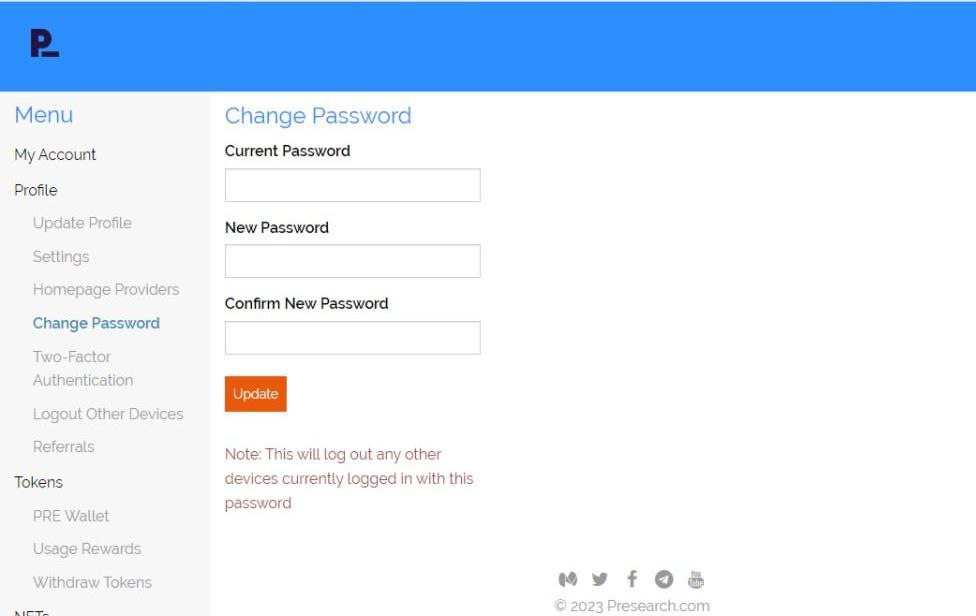 P_
Menu
My Account
Profile
Update Profile
Settings
Homepage Providers
Change Password
Two-Factor
Authentication
Logout Other Devices
Referrals
Tokens
PRE Wallet
Usage Rewards
Withdraw Tokens
NFTs
Change Password
Current Password
New Password
Confirm New Password
Update
Note: This will log out any other
devices currently logged in with this
password
You
Tube
© 2023 Presearch.com